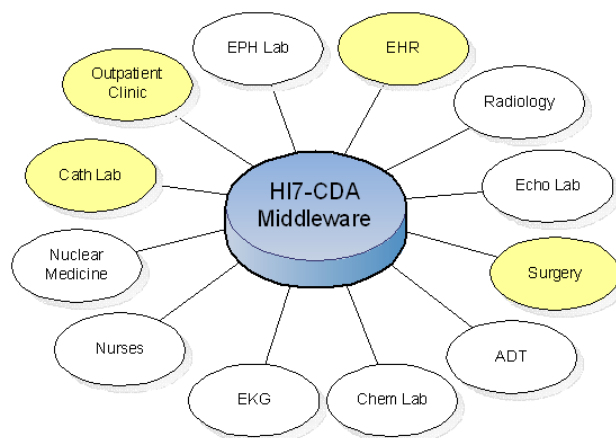 EPH Lab
EHR
Outpatient
Clinic
Radiology
Cath Lab
HI7-CDA
Middleware
Echo Lab
Nuclear
Medicine
Surgery
Nurses
ADT
EKG
Chem Lab